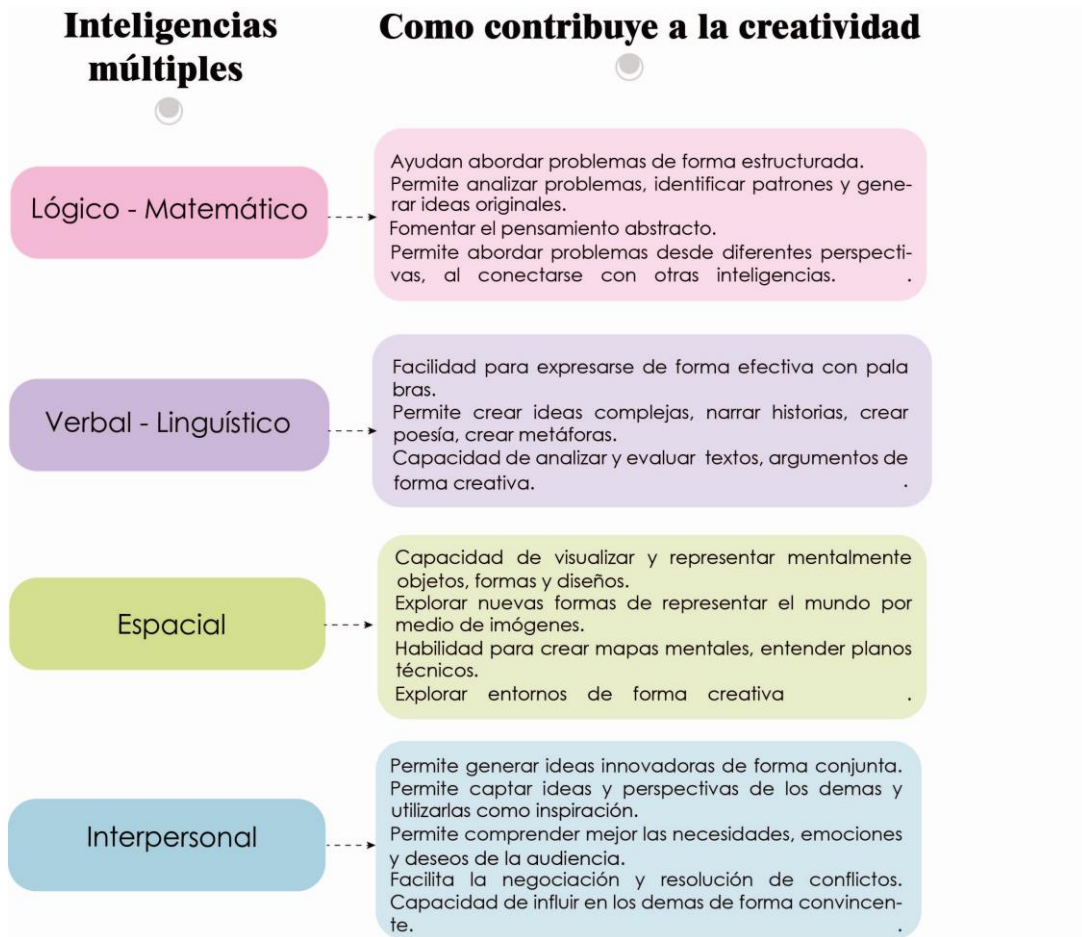 Inteligencias
múltiples
Como contribuye a la creatividad
Lógico - Matemático
Ayudan abordar problemas de forma estructurada.
Permite analizar problemas, identificar patrones y gene-
rar ideas originales.
Fomentar el pensamiento abstracto.
Permite abordar problemas desde diferentes perspecti-
vas, al conectarse con otras inteligencias. .
Verbal - Linguístico
Facilidad para expresarse de forma efectiva con pala
bras.
Permite crear ideas complejas, narrar historias, crear
poesía, crear metáforas.
Capacidad de analizar y evaluar textos, argumentos de
forma creativa. .
Espacial
Capacidad de visualizar y representar mentalmente
objetos, formas y diseños.
Explorar nuevas formas de representar el mundo por
medio de imógenes.
Habilidad para crear mapas mentales, entender planos
técnicos.
Explorar entornos de forma creativa .
Interpersonal
Permite generar ideas innovadoras de forma conjunta.
Permite captar ideas y perspectivas de los demas y
utilizarlas como inspiración.
Permite comprender mejor las necesidades, emociones
y deseos de la audiencia.
Facilita la negociación y resolución de conflictos.
Capacidad de influir en los demas de forma convincen-
te. .